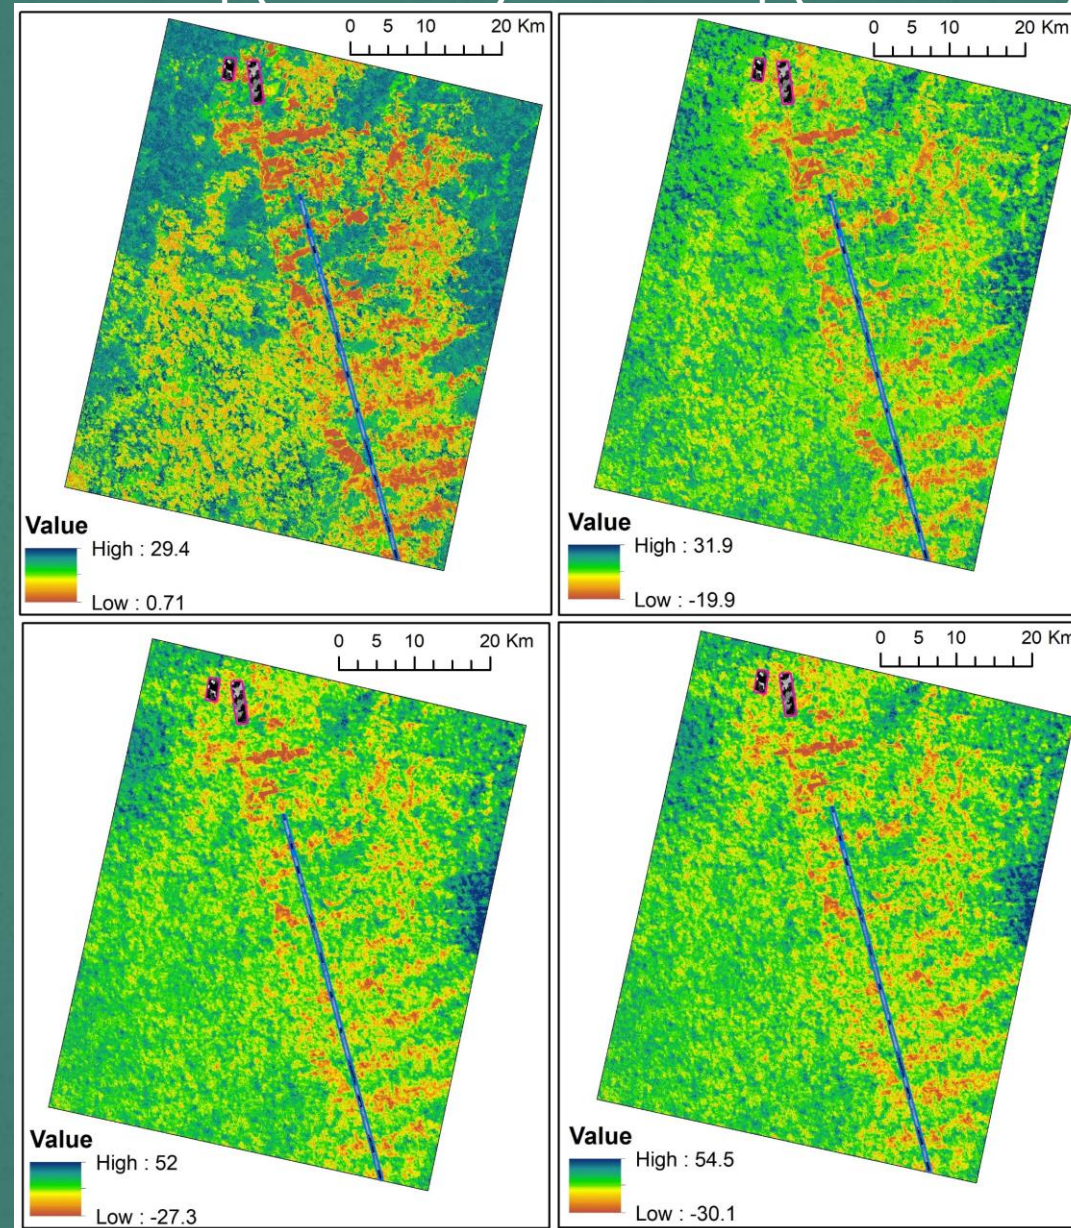 0 5 10 20 Km
Value
High : 29.4
Low : 0.71
0 5 10 20 Km
Value
High : 31.9
Low : -19.9
0 5 10 20 Km
Value
High : 52
Low : -27.3
0 5 10 20 Km
Value
High : 54.5
Low : -30.1